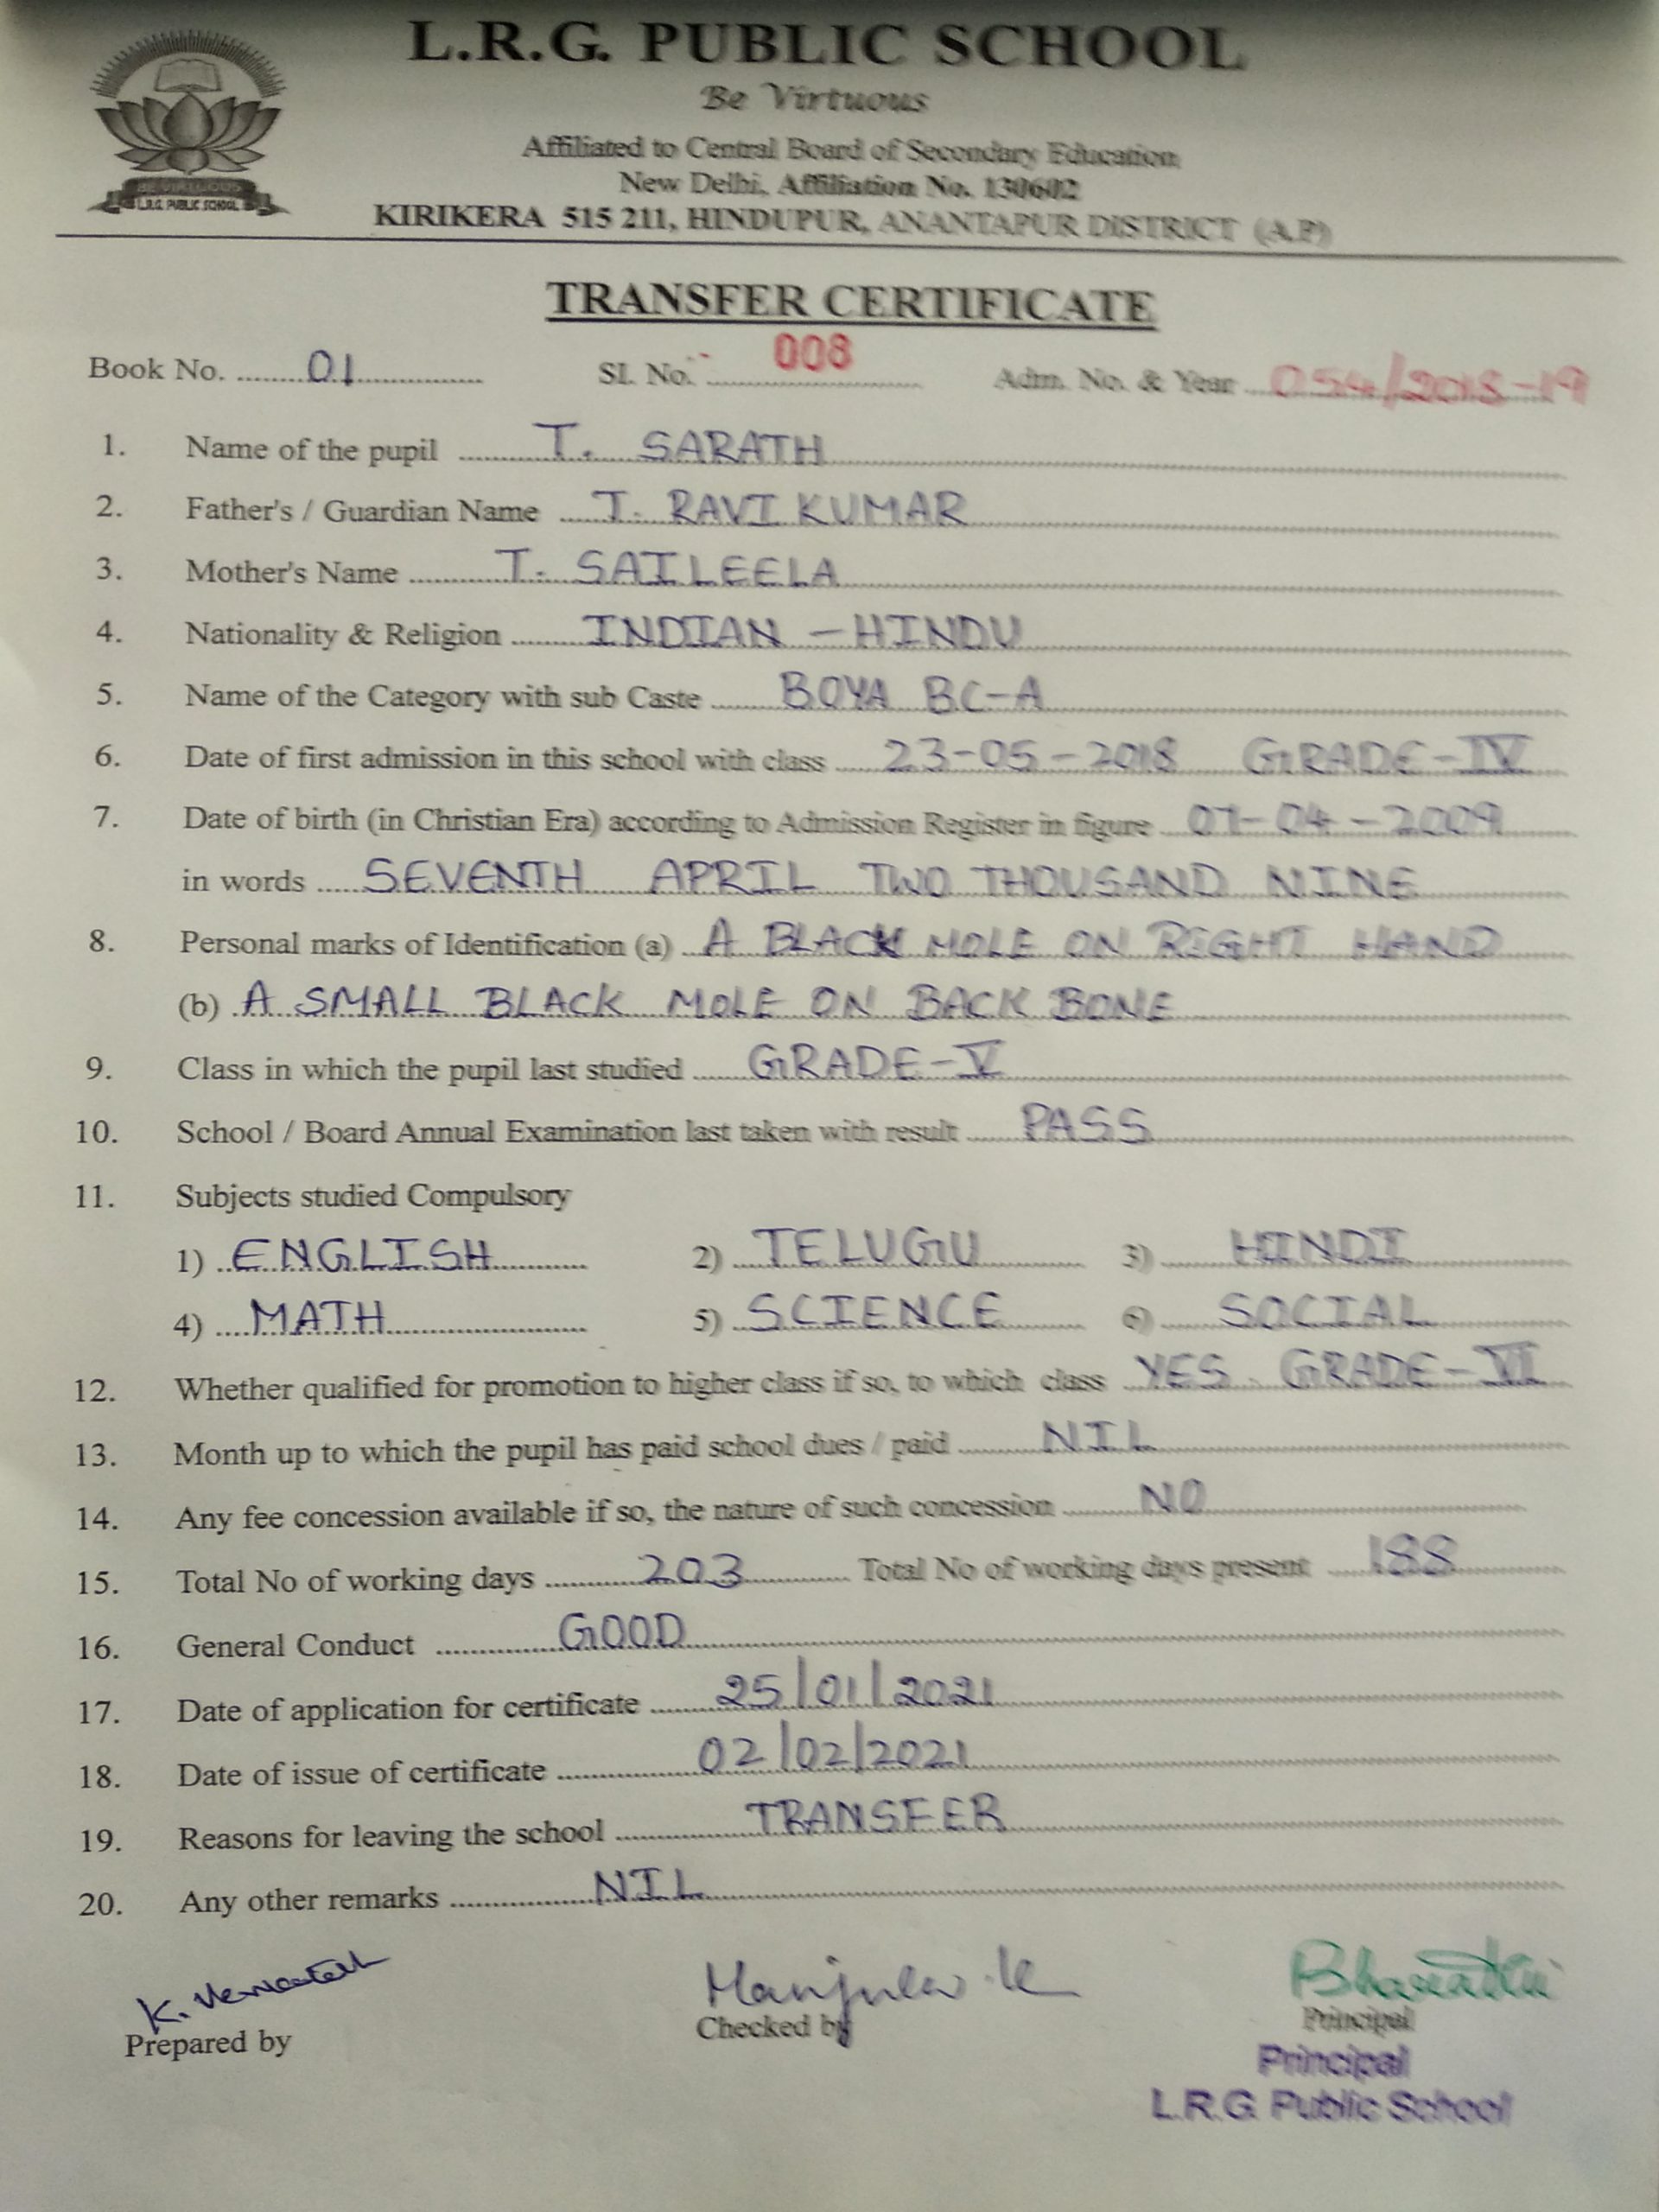 L.R.G. PUBLIC SCHOOL
Be Virtuous
Affiliated to Central Board of Secondary Education
New Delhi, Affiliation No. 130602
KIRIKERA 515 211, HINDUPUR, ANANTAPUR DISTRICT (A.P)
BE VIRTUOUS
L.R.G. PUBLIC SCHOOL
TRANSFER CERTIFICATE
Book No. 01 Sl. No. 008 Adm. No. & Year 054/2018-19
1. Name of the pupil T. SARATH
2. Father's / Guardian Name T. RAVI KUMAR
3. Mother's Name T. SAILEELA
4. Nationality & Religion INDIAN - HINDU
5. Name of the Category with sub Caste BOYA BC-A
6. Date of first admission in this school with class 23-05-2018 GRADE-IV
7. Date of birth (in Christian Era) according to Admission Register in figure 07-04-2009
in words SEVENTH APRIL TWO THOUSAND NINE
8. Personal marks of Identification (a) A BLACK MOLE ON RIGHT HAND
(b) A SMALL BLACK MOLE ON BACK BONE
9. Class in which the pupil last studied GRADE-V
10. School / Board Annual Examination last taken with result PASS
11. Subjects studied Compulsory
1) ENGLISH 2) TELUGU 3) HINDI
4) MATH 5) SCIENCE 6) SOCIAL
12. Whether qualified for promotion to higher class if so, to which class YES GRADE-VI
13. Month up to which the pupil has paid school dues / paid NIL
14. Any fee concession available if so, the nature of such concession NO
15. Total No of working days 203 Total No of working days present 188
16. General Conduct GOOD
17. Date of application for certificate 25/01/2021
18. Date of issue of certificate 02/02/2021
19. Reasons for leaving the school TRANSFER
20. Any other remarks NIL
K. Manjula K Bharathi
Prepared by Checked by Principal
Principal
L.R.G. Public School